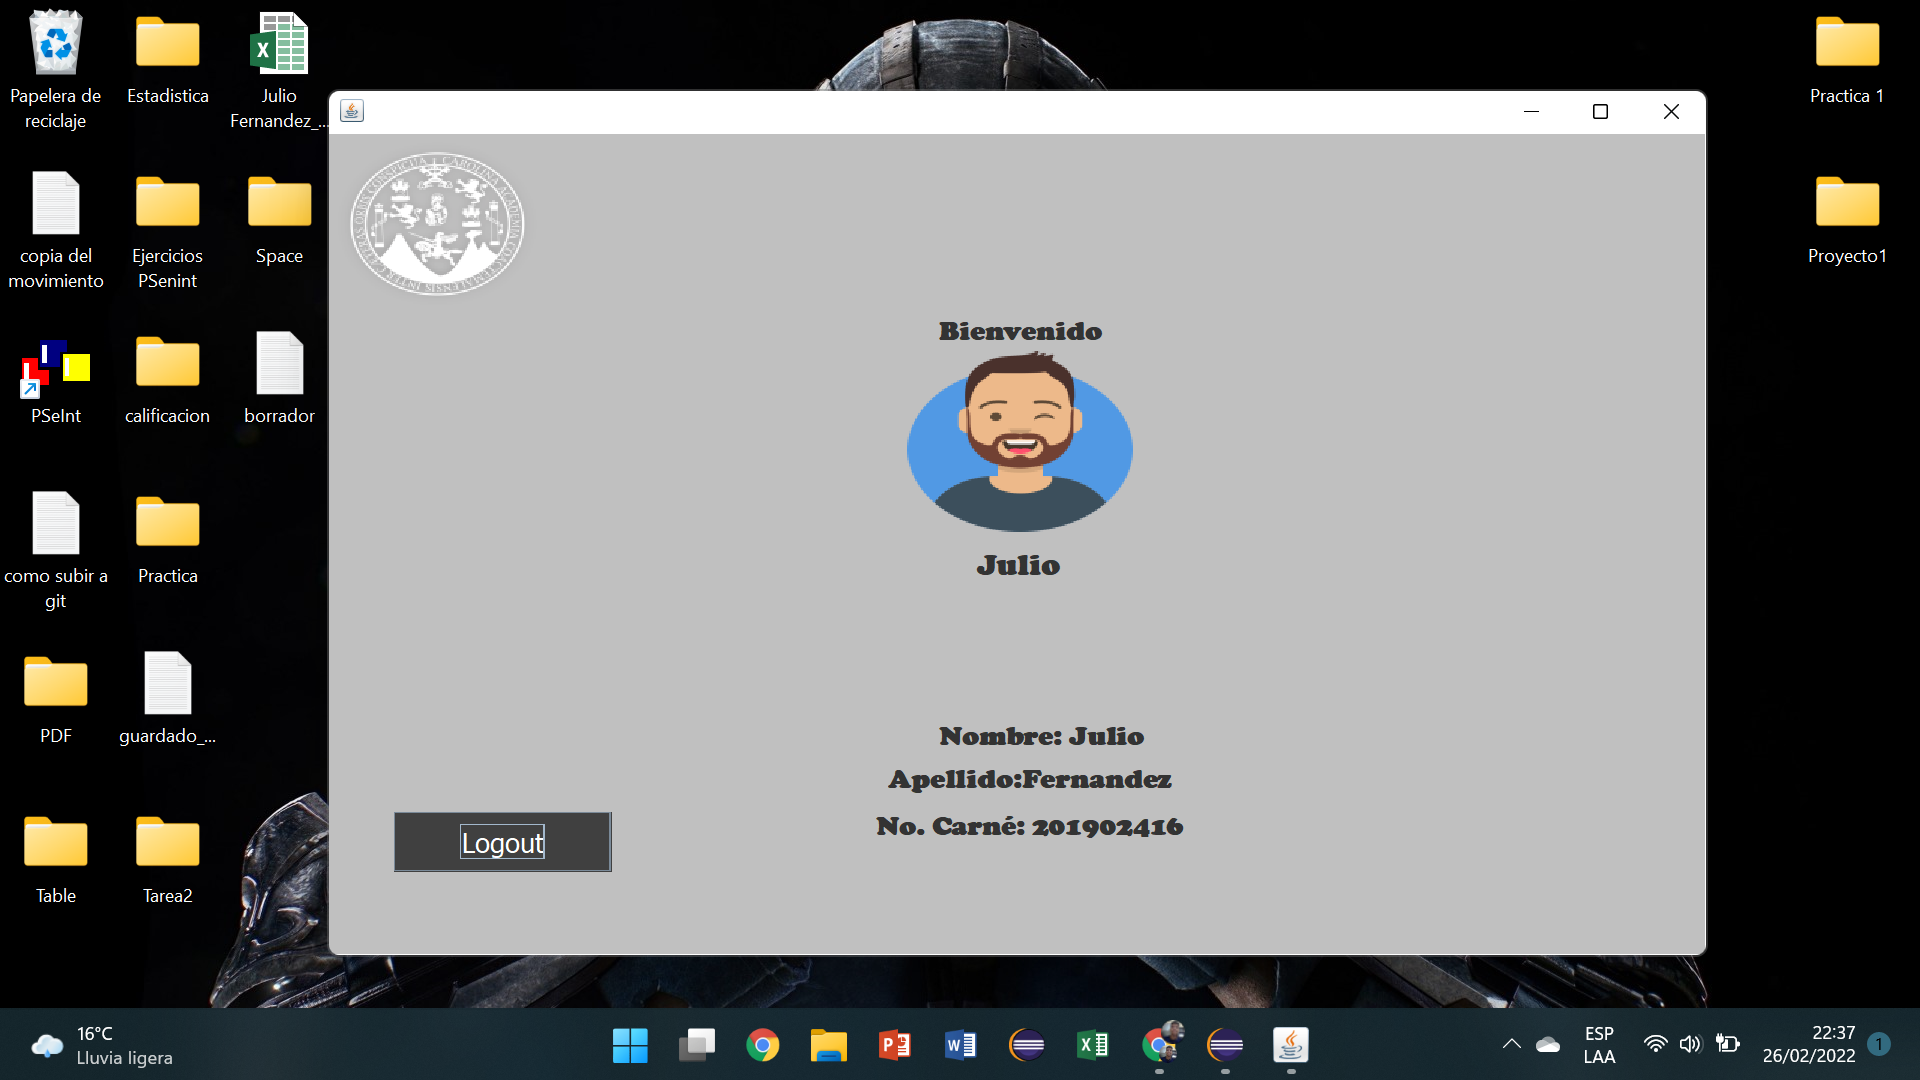 Papelera de
reciclaje
Estadistica
Julio
Fernandez_...
copia del
movimiento
Ejercicios
PSenint
Space
PSeInt
calificacion
borrador
como subir a
git
Practica
PDF
guardado_...
Table
Tarea2
Practica 1
Proyecto1
Bienvenido
Julio
Nombre: Julio
Apellido:Fernandez
No. Carné: 201902416
Logout
16°C
Lluvia ligera
ESP
LAA
22:37
26/02/2022
1